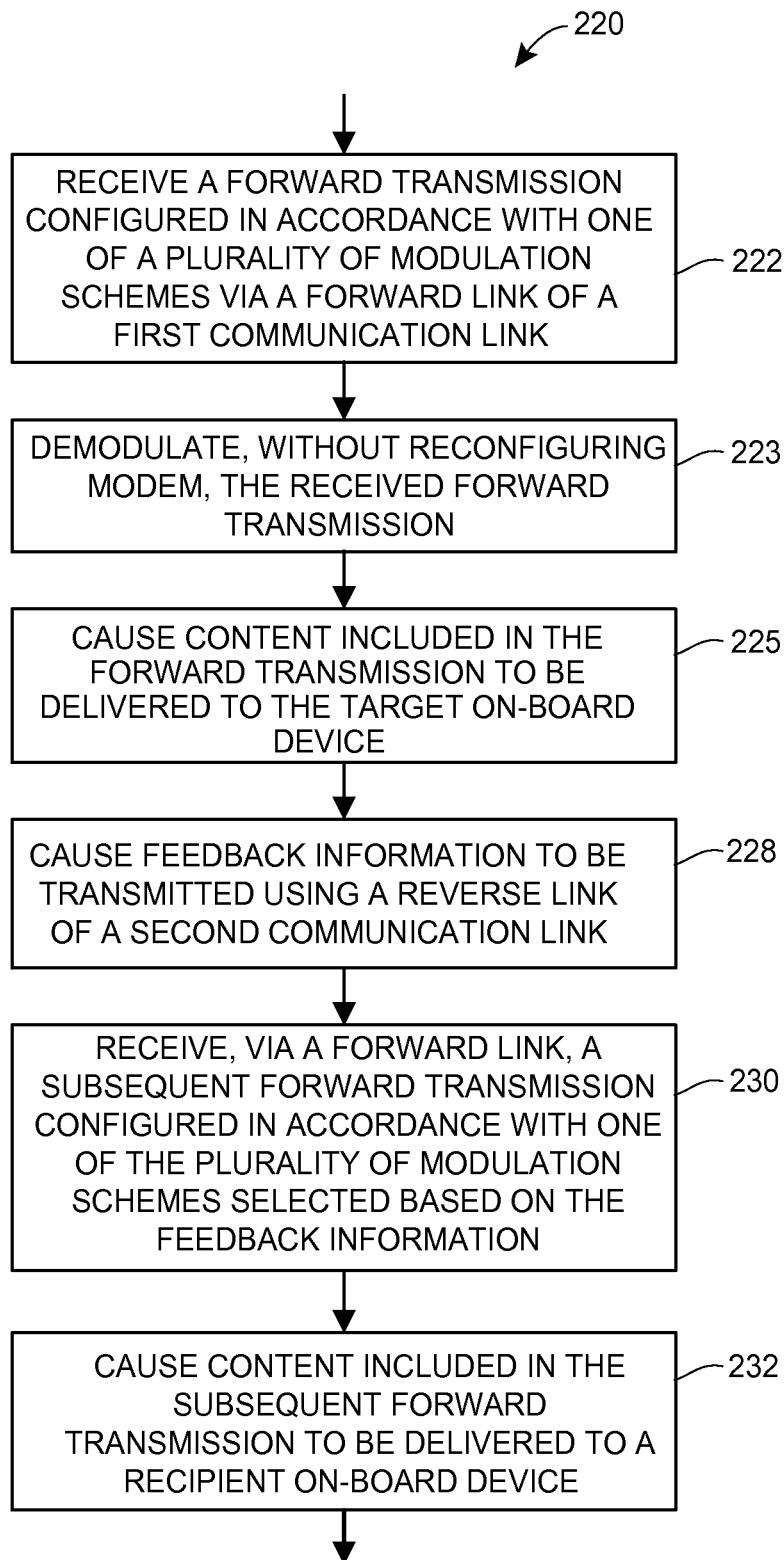 220
RECEIVE A FORWARD TRANSMISSION
CONFIGURED IN ACCORDANCE WITH ONE
OF A PLURALITY OF MODULATION
SCHEMES VIA A FORWARD LINK OF A
FIRST COMMUNICATION LINK
222
DEMODULATE, WITHOUT RECONFIGURING
MODEM, THE RECEIVED FORWARD
TRANSMISSION
223
CAUSE CONTENT INCLUDED IN THE
FORWARD TRANSMISSION TO BE
DELIVERED TO THE TARGET ON-BOARD
DEVICE
225
CAUSE FEEDBACK INFORMATION TO BE
TRANSMITTED USING A REVERSE LINK
OF A SECOND COMMUNICATION LINK
228
RECEIVE, VIA A FORWARD LINK, A
SUBSEQUENT FORWARD TRANSMISSION
CONFIGURED IN ACCORDANCE WITH ONE
OF THE PLURALITY OF MODULATION
SCHEMES SELECTED BASED ON THE
FEEDBACK INFORMATION
230
CAUSE CONTENT INCLUDED IN THE
SUBSEQUENT FORWARD
TRANSMISSION TO BE DELIVERED TO A
RECIPIENT ON-BOARD DEVICE
232